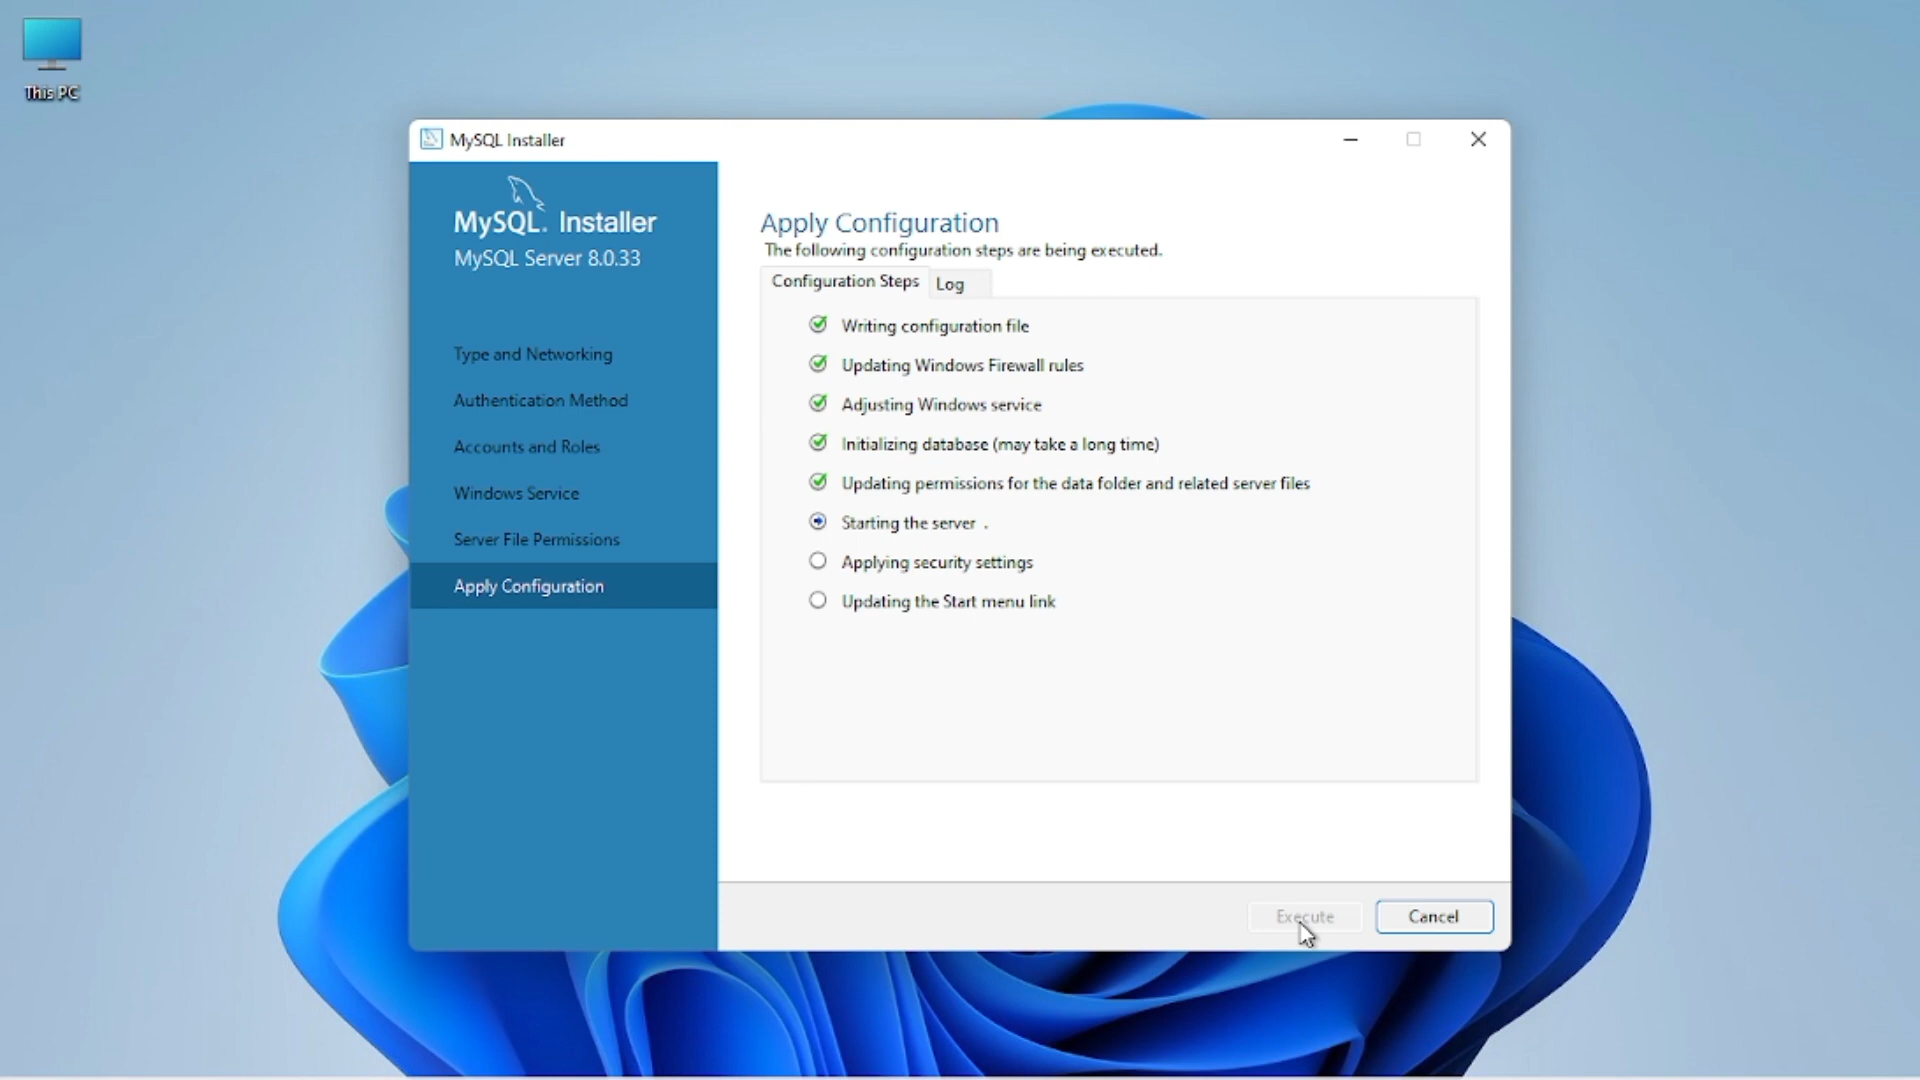 This PC
MySQL Installer
MySQL. Installer
MySQL Server 8.0.33
Type and Networking
Authentication Method
Accounts and Roles
Windows Service
Server File Permissions
Apply Configuration
Apply Configuration
The following configuration steps are being executed.
Configuration Steps
Log
Writing configuration file
Updating Windows Firewall rules
Adjusting Windows service
Initializing database (may take a long time)
Updating permissions for the data folder and related server files
Starting the server .
Applying security settings
Updating the Start menu link
Execute
Cancel